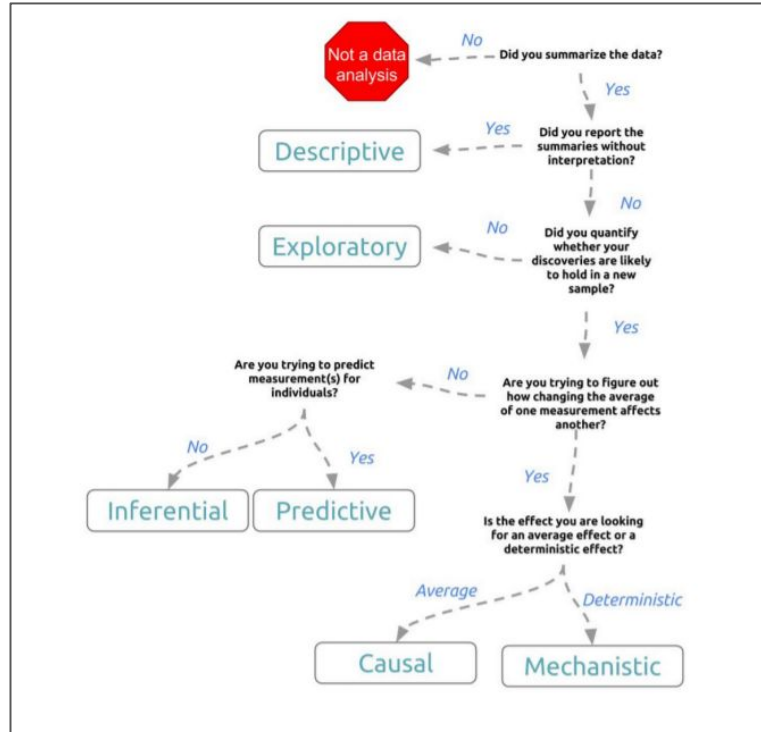 No
Not a data
analysis
Did you summarize the data?
Yes
Yes
Descriptive
Did you report the
summaries without
interpretation?
No
No
Exploratory
Did you quantify
whether your
discoveries are likely
to hold in a new
sample?
Yes
Are you trying to predict
measurement(s) for
individuals?
No
Are you trying to figure out
how changing the average
of one measurement affects
another?
No
Yes
Inferential
Predictive
Yes
Is the effect you are looking
for an average effect or a
deterministic effect?
Average
Deterministic
Causal
Mechanistic